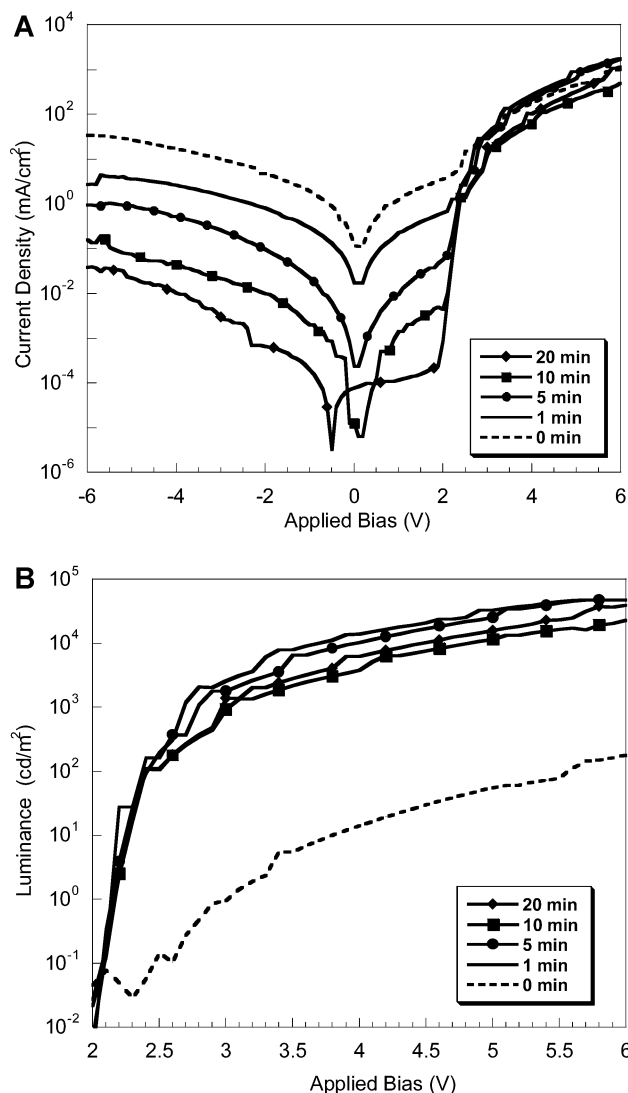 A
10^4
10^2
10^0
10^-2
10^-4
10^-6
Current Density (mA/cm^2)
-6 -4 -2 0 2 4 6
Applied Bias (V)
20 min
10 min
5 min
1 min
0 min
B
10^5
10^4
10^3
10^2
10^1
10^0
10^-1
10^-2
Luminance (cd/m^2)
2 2.5 3 3.5 4 4.5 5 5.5 6
Applied Bias (V)
20 min
10 min
5 min
1 min
0 min